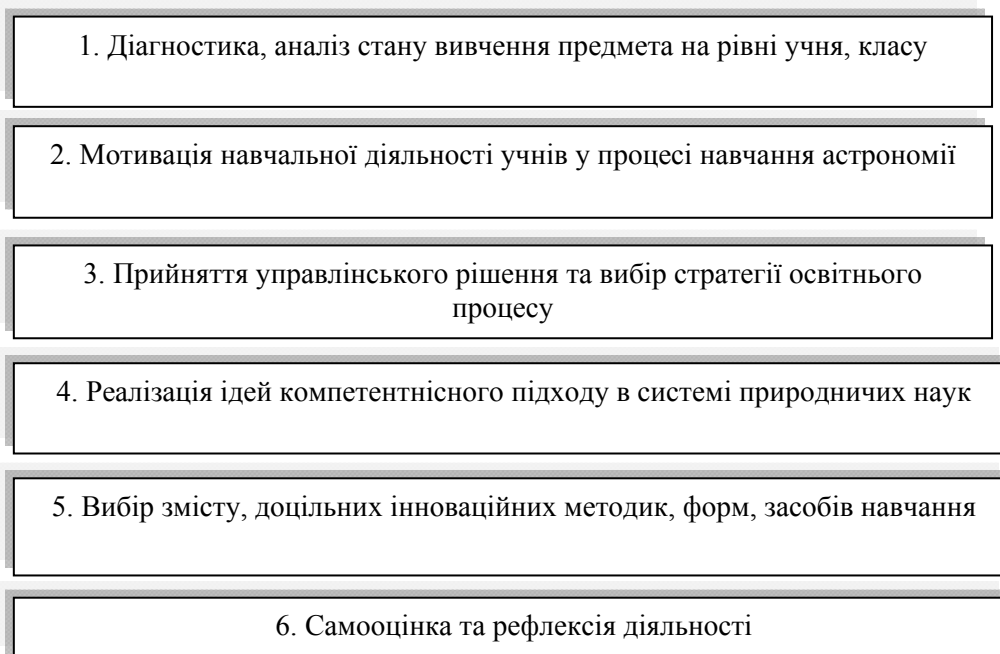 1. Діагностика, аналіз стану вивчення предмета на рівні учня, класу
2. Мотивація навчальної діяльності учнів у процесі навчання астрономії
3. Прийняття управлінського рішення та вибір стратегії освітнього
процесу
4. Реалізація ідей компетентнісного підходу в системі природничих наук
5. Вибір змісту, доцільних інноваційних методик, форм, засобів навчання
6. Самооцінка та рефлексія діяльності